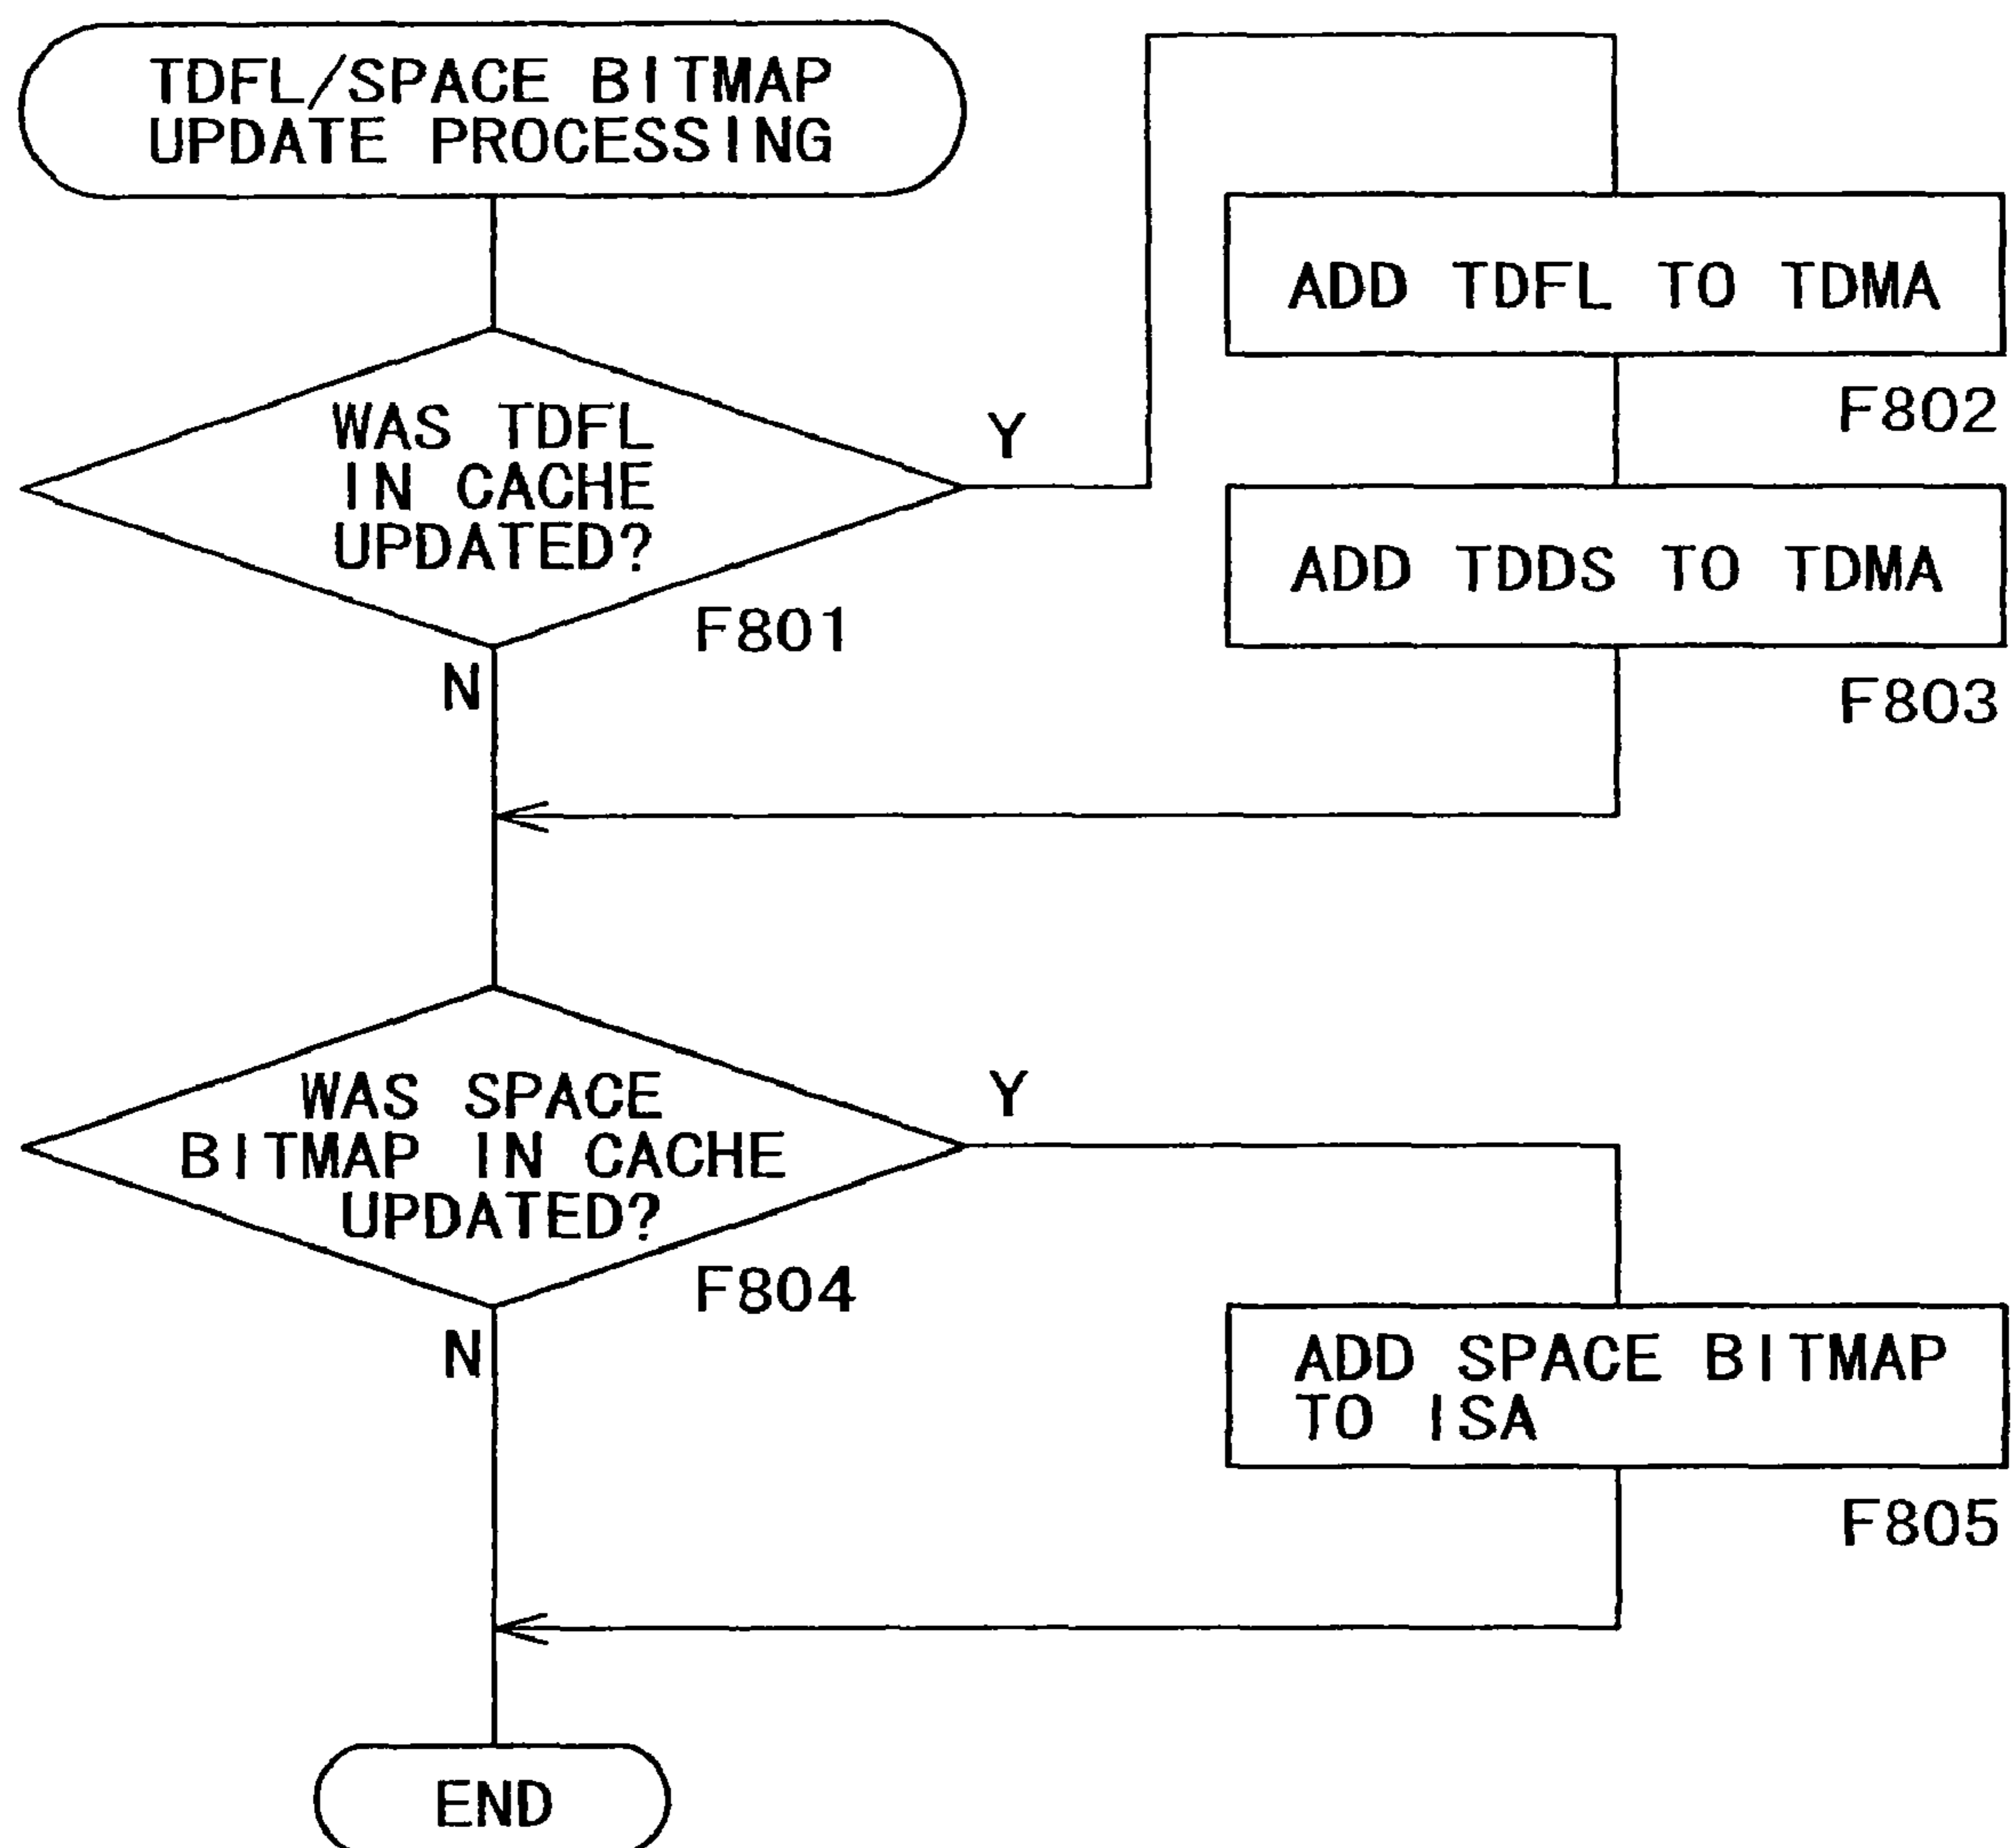 TDFL/SPACE BITMAP
UPDATE PROCESSING
WAS TDFL
IN CACHE
UPDATED?
Y
F801
N
ADD TDFL TO TDMA
F802
ADD TDDS TO TDMA
F803
WAS SPACE
BITMAP IN CACHE
UPDATED?
Y
F804
N
ADD SPACE BITMAP
TO ISA
F805
END